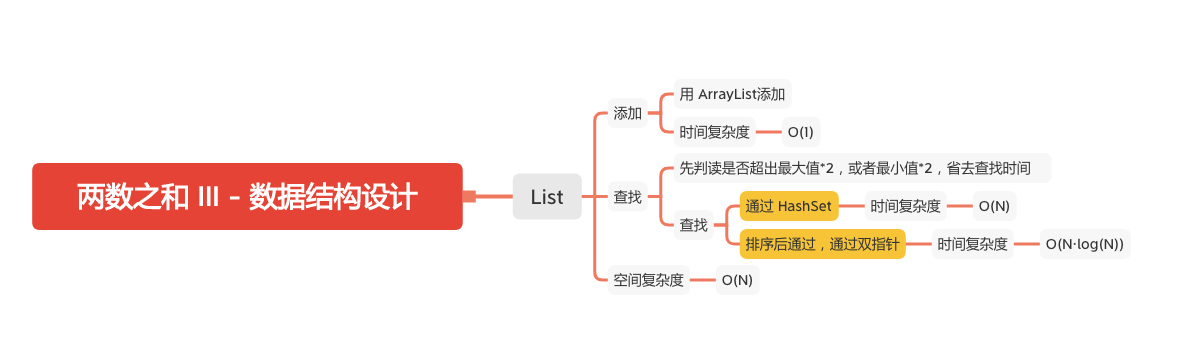 两数之和 III - 数据结构设计
List
添加
用 ArrayList添加
时间复杂度
O(1)
查找
先判读是否超出最大值*2，或者最小值*2，省去查找时间
查找
通过 HashSet
时间复杂度
O(N)
排序后通过，通过双指针
时间复杂度
O(N·log(N))
空间复杂度
O(N)